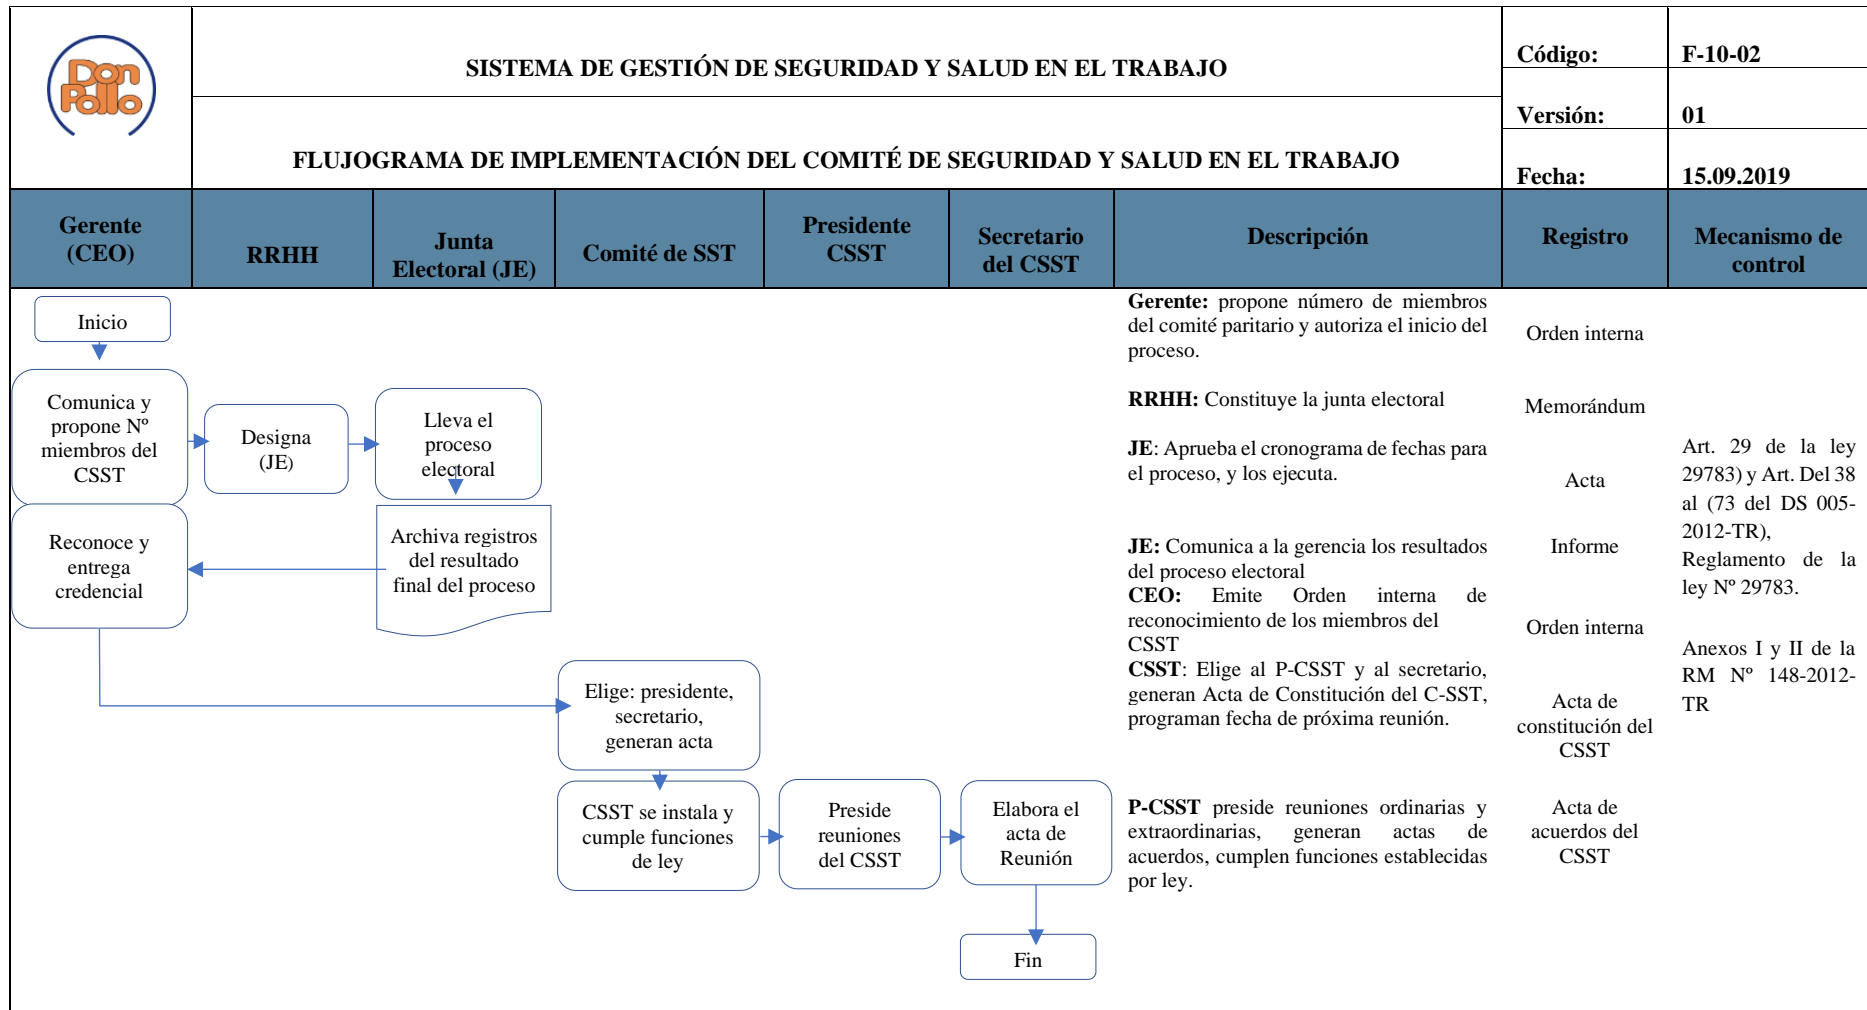 Don
Pollo
SISTEMA DE GESTIÓN DE SEGURIDAD Y SALUD EN EL TRABAJO
FLUJOGRAMA DE IMPLEMENTACIÓN DEL COMITÉ DE SEGURIDAD Y SALUD EN EL TRABAJO
Código:
F-10-02
Versión:
01
Fecha:
15.09.2019
Gerente
(CEO)
RRHH
Junta
Electoral (JE)
Comité de SST
Presidente
CSST
Secretario
del CSST
Descripción
Registro
Mecanismo de
control
Inicio
Comunica y
propone Nº
miembros del
CSST
Designa
(JE)
Lleva el
proceso
electoral
Reconoce y
entrega
credencial
Archiva registros
del resultado
final del proceso
Elige: presidente,
secretario,
generan acta
CSST se instala y
cumple funciones
de ley
Preside
reuniones
del CSST
Elabora el
acta de
Reunión
Fin
Gerente: propone número de miembros
del comité paritario y autoriza el inicio del
proceso.
RRHH: Constituye la junta electoral
JE: Aprueba el cronograma de fechas para
el proceso, y los ejecuta.
JE: Comunica a la gerencia los resultados
del proceso electoral
CEO: Emite Orden interna de
reconocimiento de los miembros del
CSST
CSST: Elige al P-CSST y al secretario,
generan Acta de Constitución del C-SST,
programan fecha de próxima reunión.
P-CSST preside reuniones ordinarias y
extraordinarias, generan actas de
acuerdos, cumplen funciones establecidas
por ley.
Orden interna
Memorándum
Acta
Informe
Orden interna
Acta de
constitución del
CSST
Acta de
acuerdos del
CSST
Art. 29 de la ley
29783) y Art. Del 38
al (73 del DS 005-
2012-TR),
Reglamento de la
ley Nº 29783.
Anexos I y II de la
RM Nº 148-2012-
TR